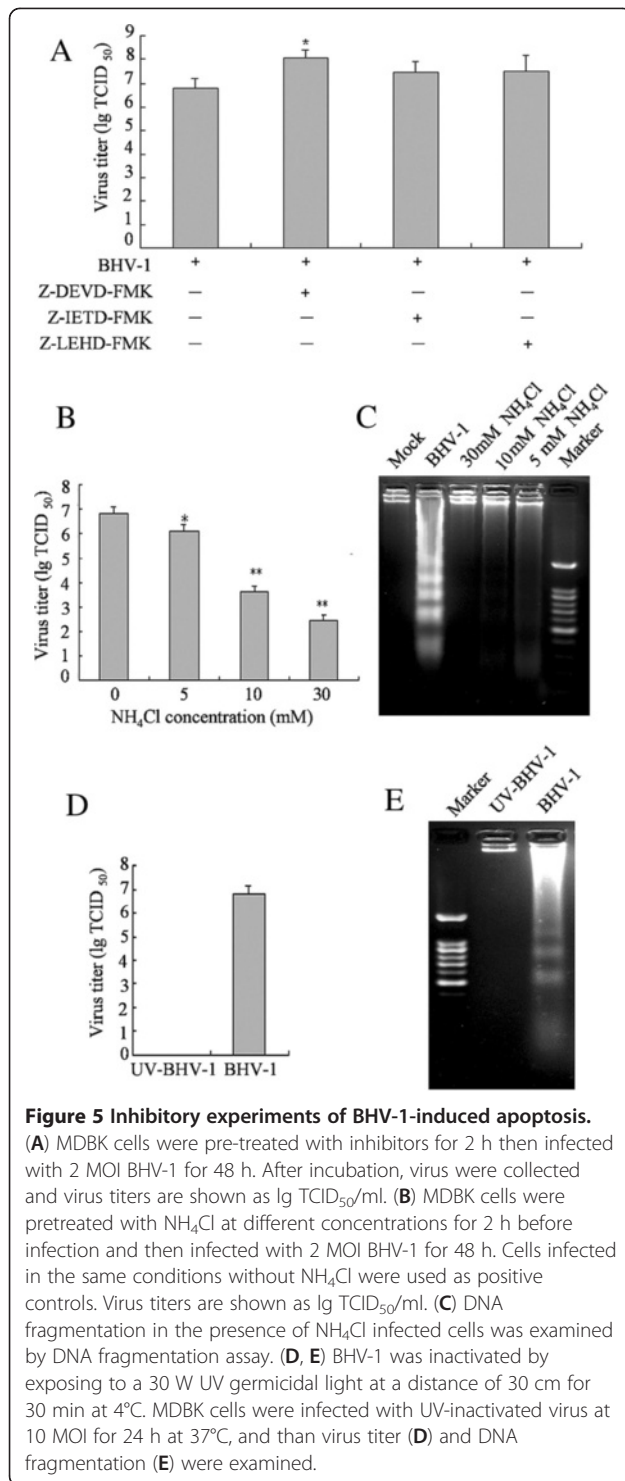 A
Virus titer (lg TCID50)
9
8
7
6
5
4
3
2
1
0
*
BHV-1 + + + +
Z-DEVD-FMK — + — —
Z-IETD-FMK — — + —
Z-LEHD-FMK — — — +
B
Virus titer (lg TCID 50)
8
7
6
5
4
3
2
1
0
* ** **
0 5 10 30
NH4Cl concentration (mM)
C
Mock
BHV-1
30mM NH4Cl
10mM NH4Cl
5 mM NH4Cl
Marker
D
Virus titer (lg TCID 50)
8
7
6
5
4
3
2
1
0
UV-BHV-1 BHV-1
E
Marker
UV-BHV-1
BHV-1
Figure 5 Inhibitory experiments of BHV-1-induced apoptosis.
(A) MDBK cells were pre-treated with inhibitors for 2 h then infected
with 2 MOI BHV-1 for 48 h. After incubation, virus were collected
and virus titers are shown as lg TCID50/ml. (B) MDBK cells were
pretreated with NH4Cl at different concentrations for 2 h before
infection and then infected with 2 MOI BHV-1 for 48 h. Cells infected
in the same conditions without NH4Cl were used as positive
controls. Virus titers are shown as lg TCID50/ml. (C) DNA
fragmentation in the presence of NH4Cl infected cells was examined
by DNA fragmentation assay. (D, E) BHV-1 was inactivated by
exposing to a 30 W UV germicidal light at a distance of 30 cm for
30 min at 4°C. MDBK cells were infected with UV-inactivated virus at
10 MOI for 24 h at 37°C, and than virus titer (D) and DNA
fragmentation (E) were examined.